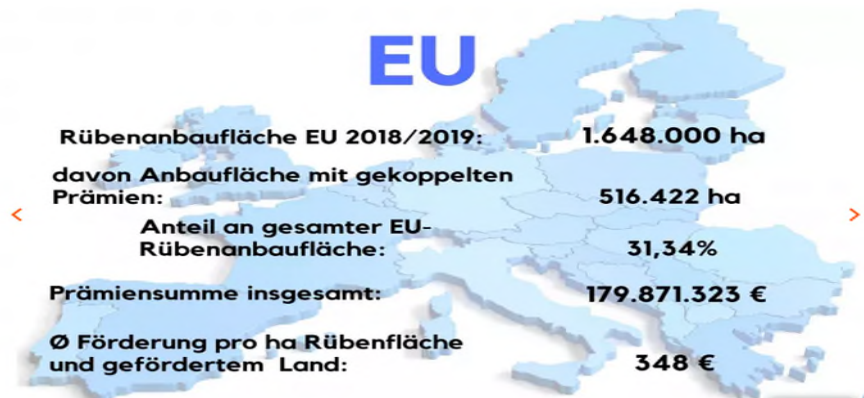 EU
Rübenanbaufläche EU 2018/2019: 1.648.000 ha
davon Anbaufläche mit gekoppelten
Prämien: 516.422 ha
Anteil an gesamter EU-
Rübenanbaufläche: 31,34%
Prämiensumme insgesamt: 179.871.323 €
Ø Förderung pro ha Rübenfläche
und gefördertem Land: 348 €